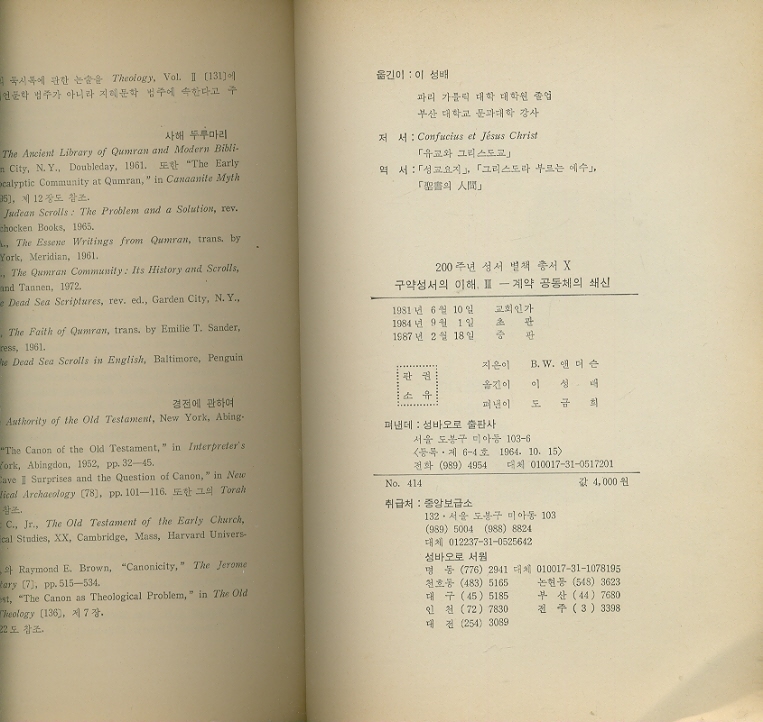 묵시록에 관한 논술을 Theology, Vol. Ⅱ [131]에
언문학 범주가 아니라 지혜문학 범주에 속한다고 주
사해 두루마리
The Ancient Library of Qumran and Modern Bibli-
n City, N.Y., Doubleday, 1961. 또한 "The Early
ocalyptic Community at Qumran," in Canaanite Myth
95], 제 12장도 참조.
Judean Scrolls : The Problem and a Solution, rev.
chocken Books, 1965.
A., The Essene Writings from Qumran, trans. by
York, Meridian, 1961.
., The Qumran Community : Its History and Scrolls,
and Tannen, 1972.
e Dead Sea Scriptures, rev. ed., Garden City, N.Y.,
The Faith of Qumran, trans. by Emilie T. Sander,
ress, 1961.
he Dead Sea Scrolls in English, Baltimore, Penguin
경전에 관하여
Authority of the Old Testament, New York, Abing-
"The Canon of the Old Testament," in Interpreter's
York, Abingdon, 1952, pp. 32—45.
Cave Ⅱ Surprises and the Question of Canon," in New
lical Archaeology [78], pp. 101—116. 또한 그의 Torah
참조.
C., Jr., The Old Testament of the Early Church,
cal Studies, XX, Cambridge, Mass, Harvard Univers-
와 Raymond E. Brown, "Canonicity," The Jerome
tary [7], pp. 515—534.
est, "The Canon as Theological Problem," in The Old
Theology [136], 제 7장.
22도 참조.
옮긴이 : 이 성배
파리 가톨릭 대학 대학원 졸업
부산 대학교 문과대학 강사
저 서 : Confucius et Jésus Christ
「유교와 그리스도교」
역 서 : 「성교요지」, 「그리스도라 부르는 예수」,
「聖書의 人間」
200주년 성서 별책 총서 X
구약성서의 이해 Ⅲ — 계약 공동체의 쇄신
1981년 6월 10일 교회인가
1984년 9월 1일 초 판
1987년 2월 18일 중 판
판 권
소 유
지은이 B.W. 앤더슨
옮긴이 이 성 배
펴낸이 도 금 희
펴낸데 : 성바오로 출판사
서울 도봉구 미아동 103-6
〈등록·제 6-4호 1964. 10. 15〉
전화 (989) 4954 대체 010017-31-0517201
No. 414 값 4,000원
취급처 : 중앙보급소
132·서울 도봉구 미아동 103
(989) 5004 (988) 8824
대체 012237-31-0525642
성바오로 서원
명 동 (776) 2941 대체 010017-31-1078195
천호동 (483) 5165 논현동 (548) 3623
대 구 (45) 5185 부 산 (44) 7680
인 천 (72) 7830 전 주 ( 3 ) 3398
대 전 (254) 3089